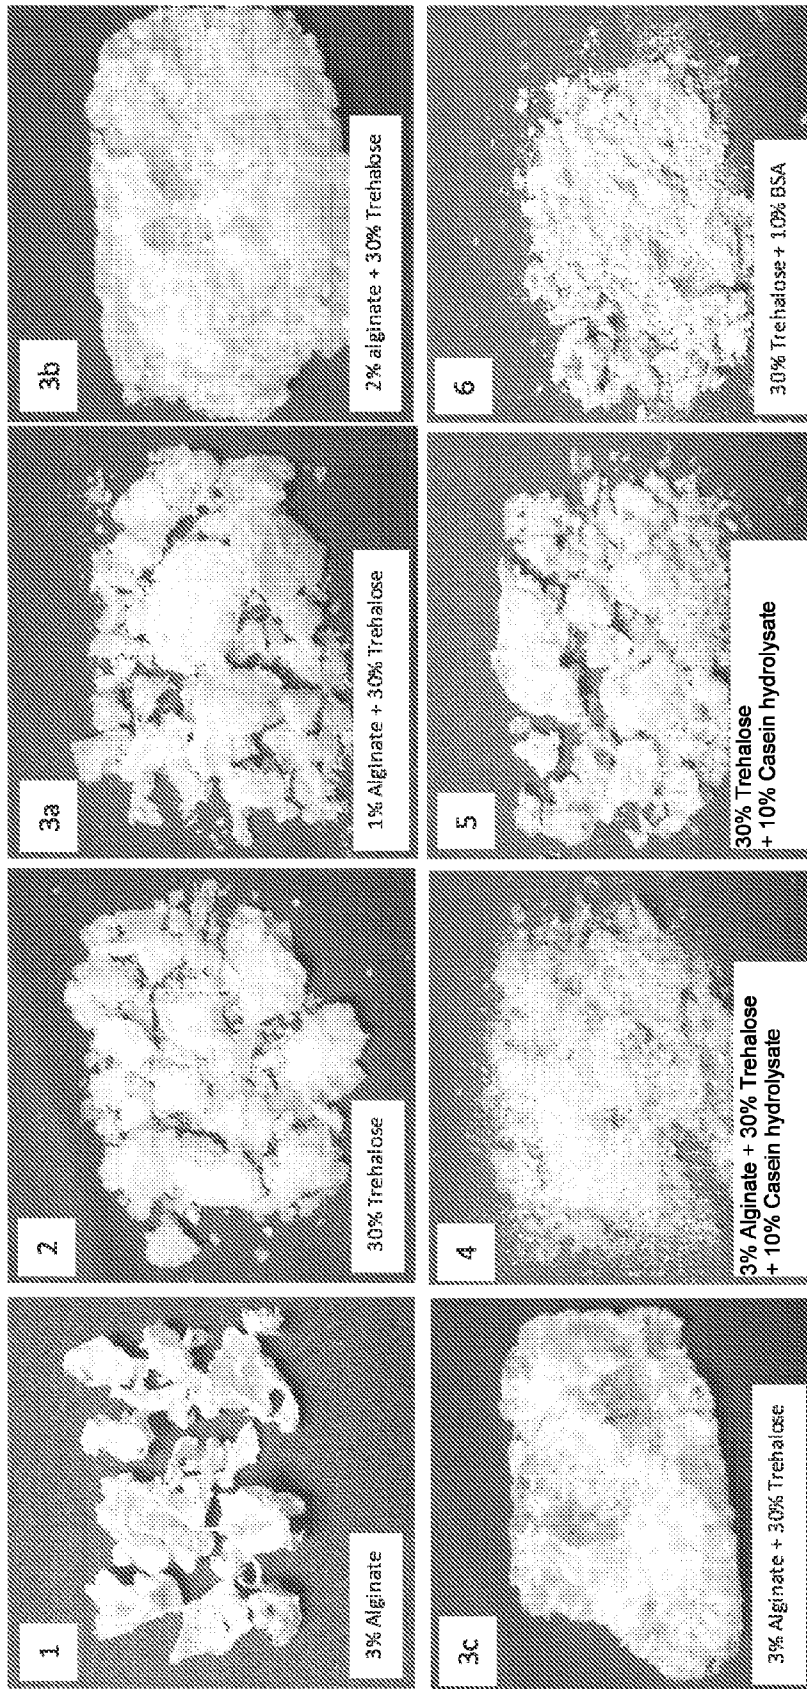 1
3% Alginate
2
30% Trehalose
3a
1% Alginate + 30% Trehalose
3b
2% alginate + 30% Trehalose
3c
3% Alginate + 30% Trehalose
4
3% Alginate + 30% Trehalose
+ 10% Casein hydrolysate
5
30% Trehalose
+ 10% Casein hydrolysate
6
30% Trehalose + 10% BSA